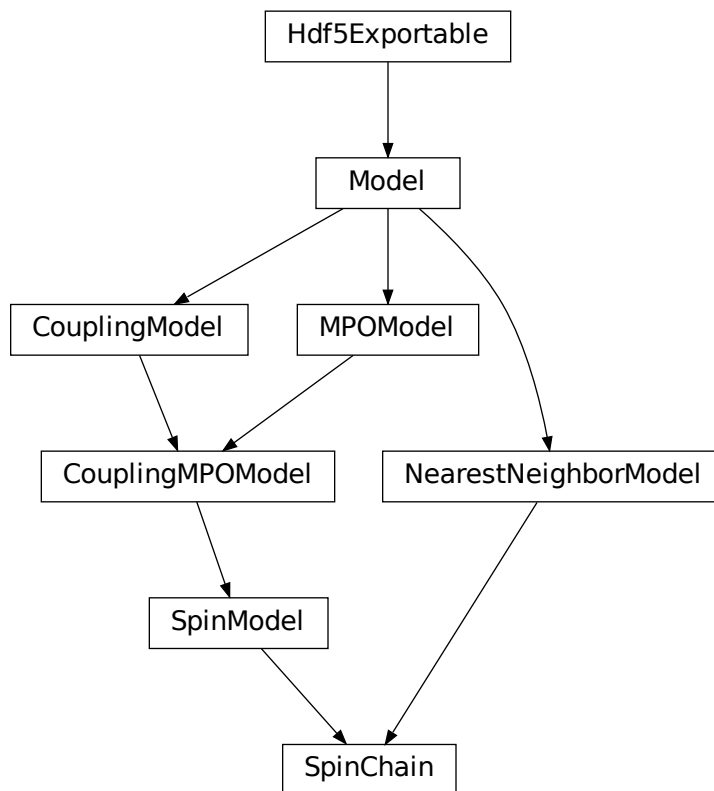 Hdf5Exportable
Model
CouplingModel
MPOModel
CouplingMPOModel
NearestNeighborModel
SpinModel
SpinChain